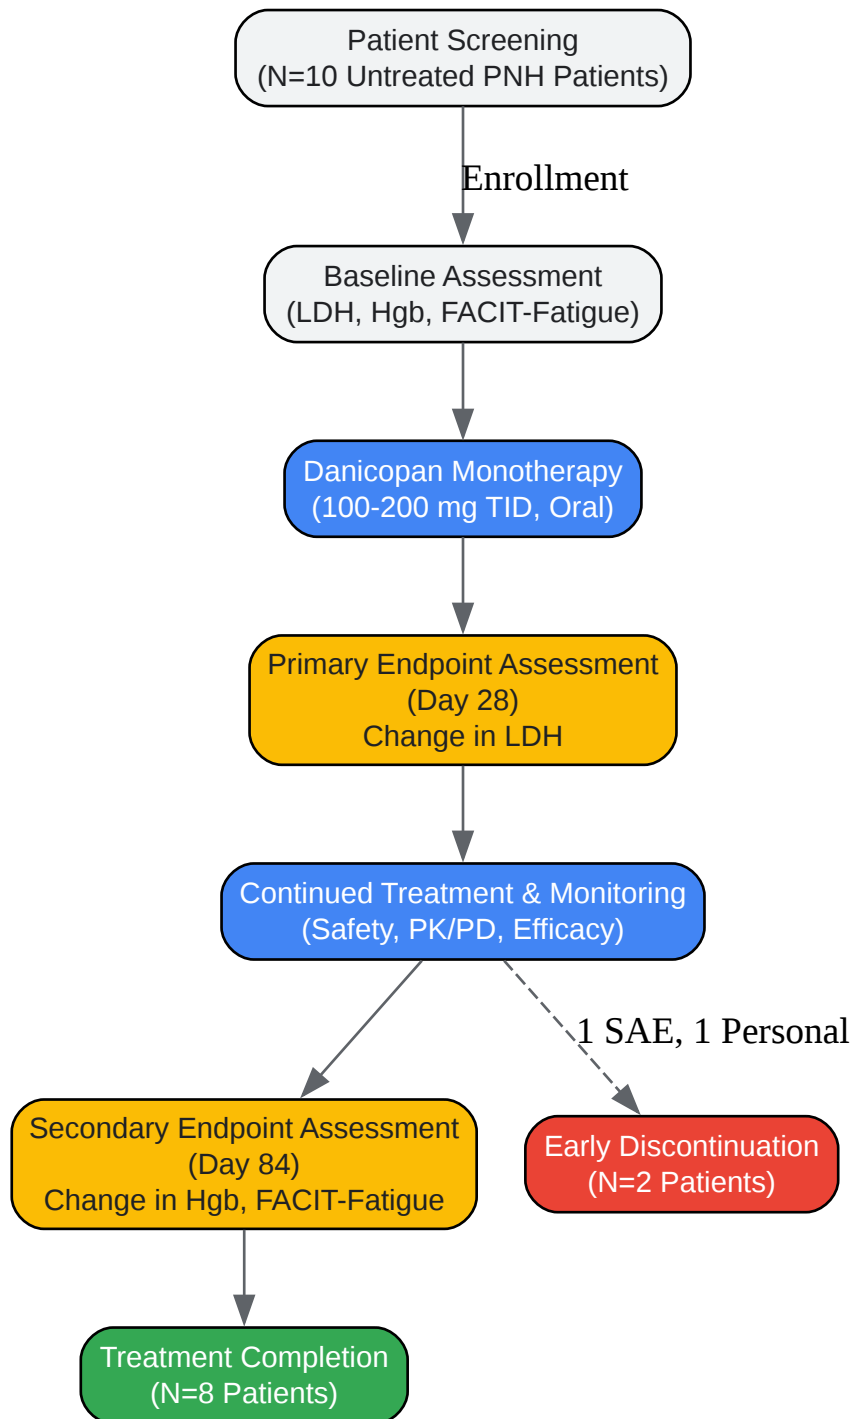 Patient Screening
(N=10 Untreated PNH Patients)
Enrollment
Baseline Assessment
(LDH, Hgb, FACIT-Fatigue)
Danicopan Monotherapy
(100-200 mg TID, Oral)
Primary Endpoint Assessment
(Day 28)
Change in LDH
Continued Treatment & Monitoring
(Safety, PK/PD, Efficacy)
1 SAE, 1 Personal
Secondary Endpoint Assessment
(Day 84)
Change in Hgb, FACIT-Fatigue
Early Discontinuation
(N=2 Patients)
Treatment Completion
(N=8 Patients)